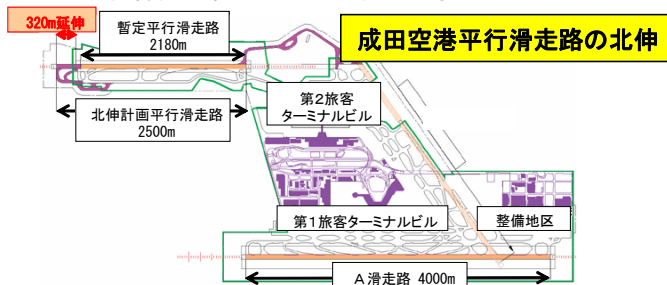 320m延伸
暫定平行滑走路
2180m
成田空港平行滑走路の北伸
北伸計画平行滑走路
2500m
第2旅客
ターミナルビル
第1旅客ターミナルビル
整備地区
A滑走路 4000m